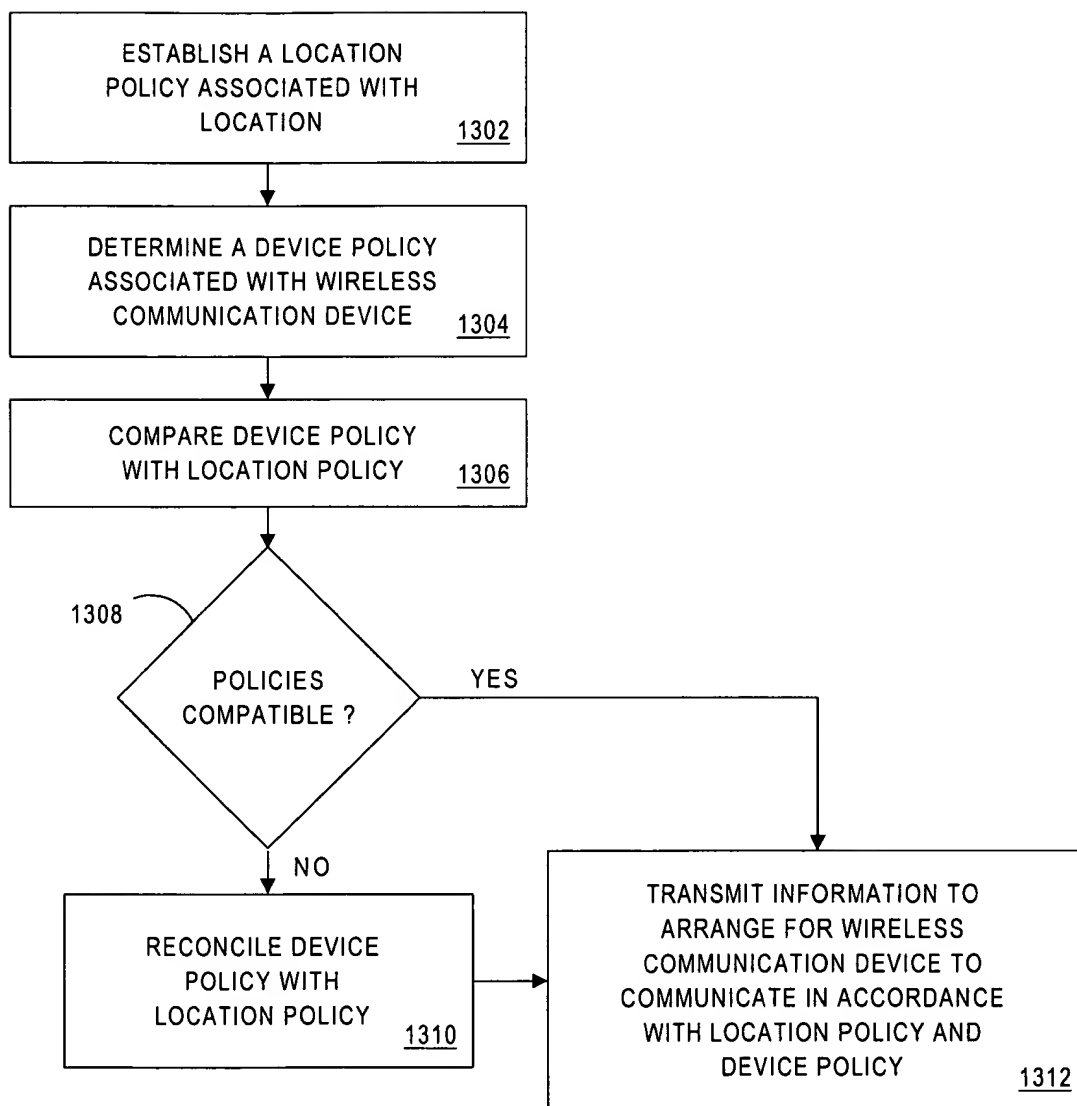 ESTABLISH A LOCATION
POLICY ASSOCIATED WITH
LOCATION
1302
DETERMINE A DEVICE POLICY
ASSOCIATED WITH WIRELESS
COMMUNICATION DEVICE
1304
COMPARE DEVICE POLICY
WITH LOCATION POLICY
1306
1308
POLICIES
COMPATIBLE ?
YES
NO
RECONCILE DEVICE
POLICY WITH
LOCATION POLICY
1310
TRANSMIT INFORMATION TO
ARRANGE FOR WIRELESS
COMMUNICATION DEVICE TO
COMMUNICATE IN ACCORDANCE
WITH LOCATION POLICY AND
DEVICE POLICY
1312